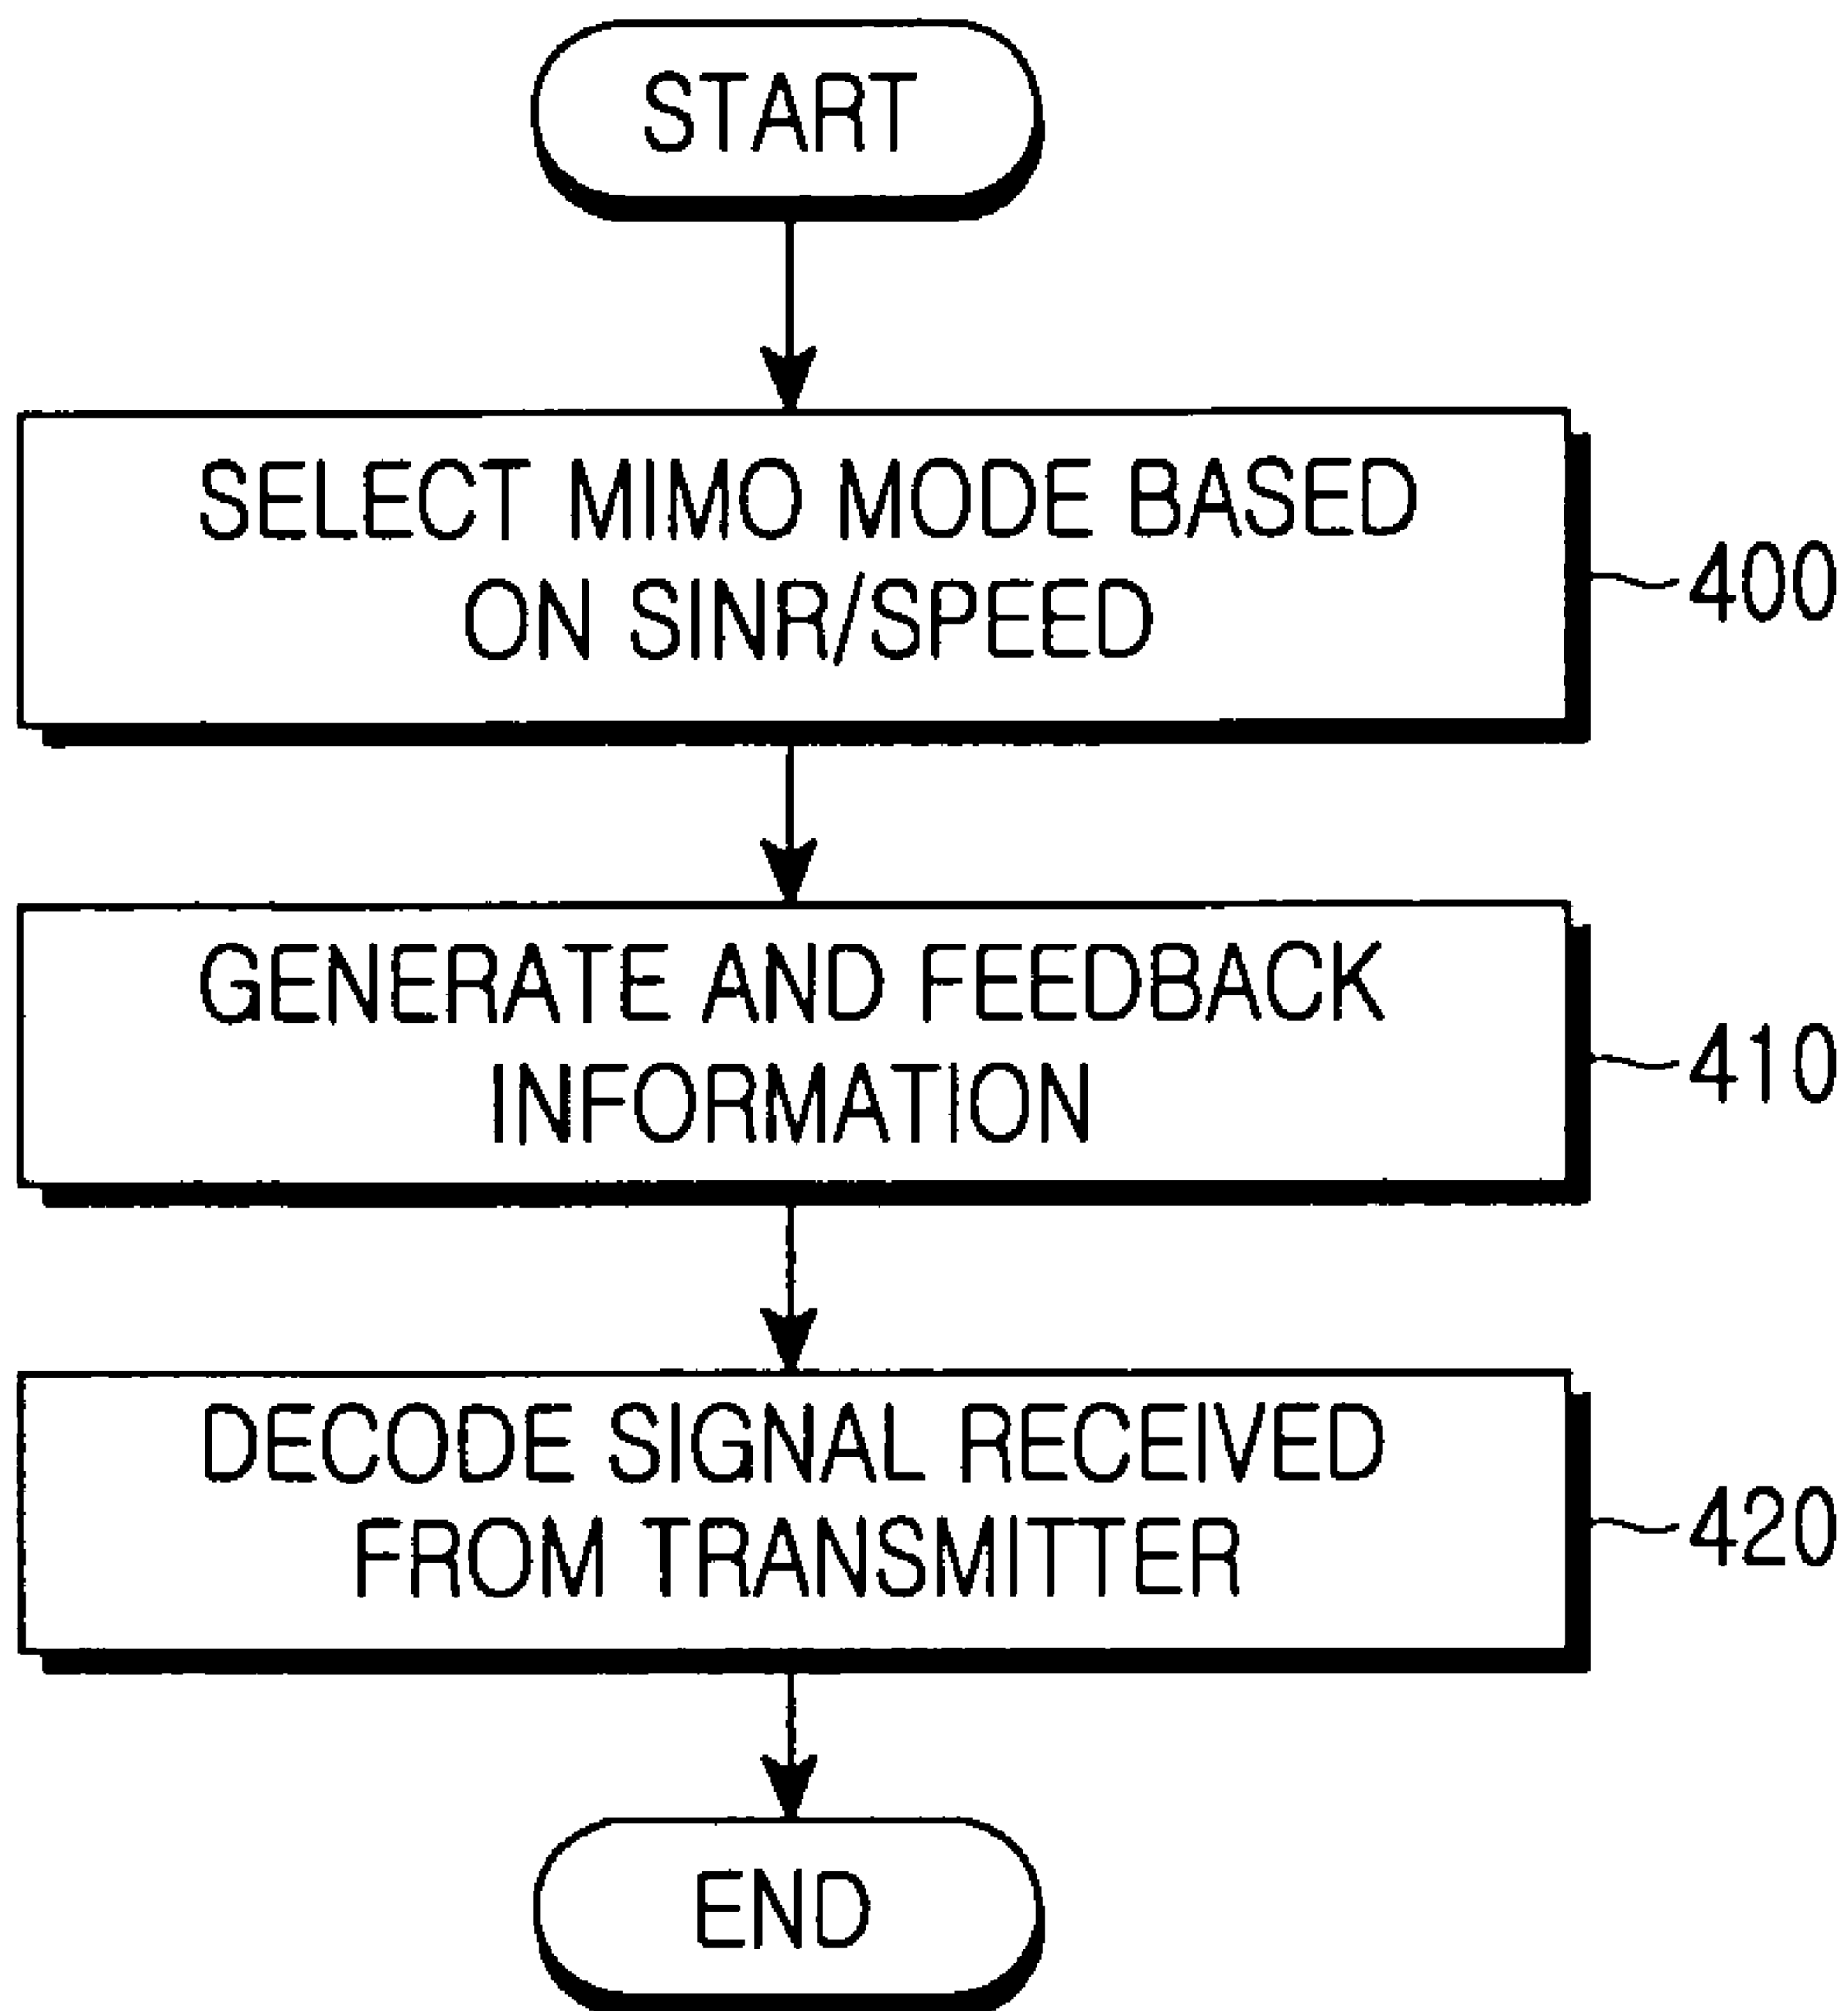 START
SELECT MIMO MODE BASED
ON SINR/SPEED
400
GENERATE AND FEEDBACK
INFORMATION
410
DECODE SIGNAL RECEIVED
FROM TRANSMITTER
420
END